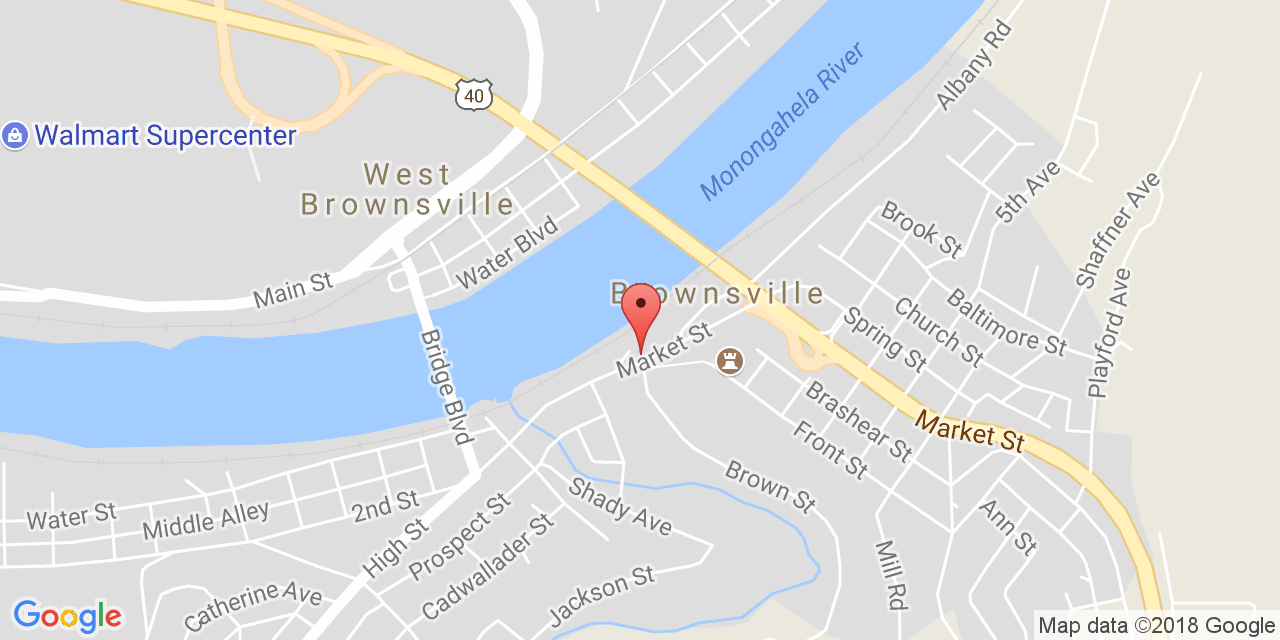 40
Walmart Supercenter
West
Brownsville
Monongahela River
Albany Rd
5th Ave
Shaffner Ave
Brook St
Water Blvd
Main St
Brownsville
Baltimore St
Church St
Spring St
Playford Ave
Market St
Bridge Blvd
Brashear St
Market St
Front St
Brown St
Shady Ave
Ann St
2nd St
Middle Alley
Water St
High St
Prospect St
Cadwallader St
Jackson St
Mill Rd
Catherine Ave
Google
Map data ©2018 Google